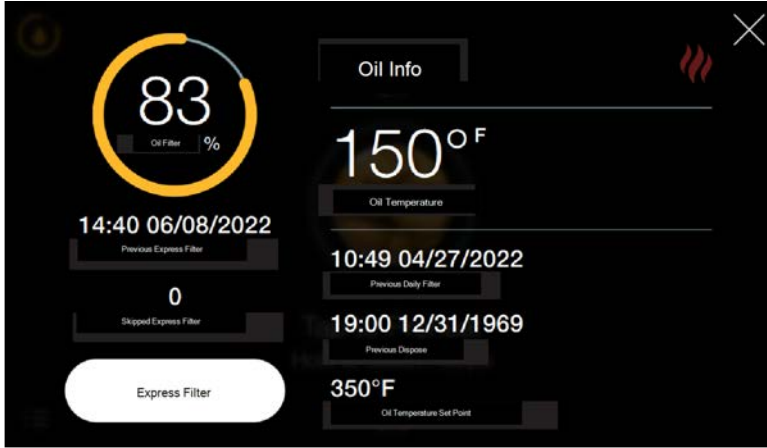 83
Oil Filter %
14:40 06/08/2022
Previous Express Filter
0
Skipped Express Filter
Express Filter
Oil Info
150°F
Oil Temperature
10:49 04/27/2022
Previous Daily Filter
19:00 12/31/1969
Previous Dispose
350°F
Oil Temperature Set Point